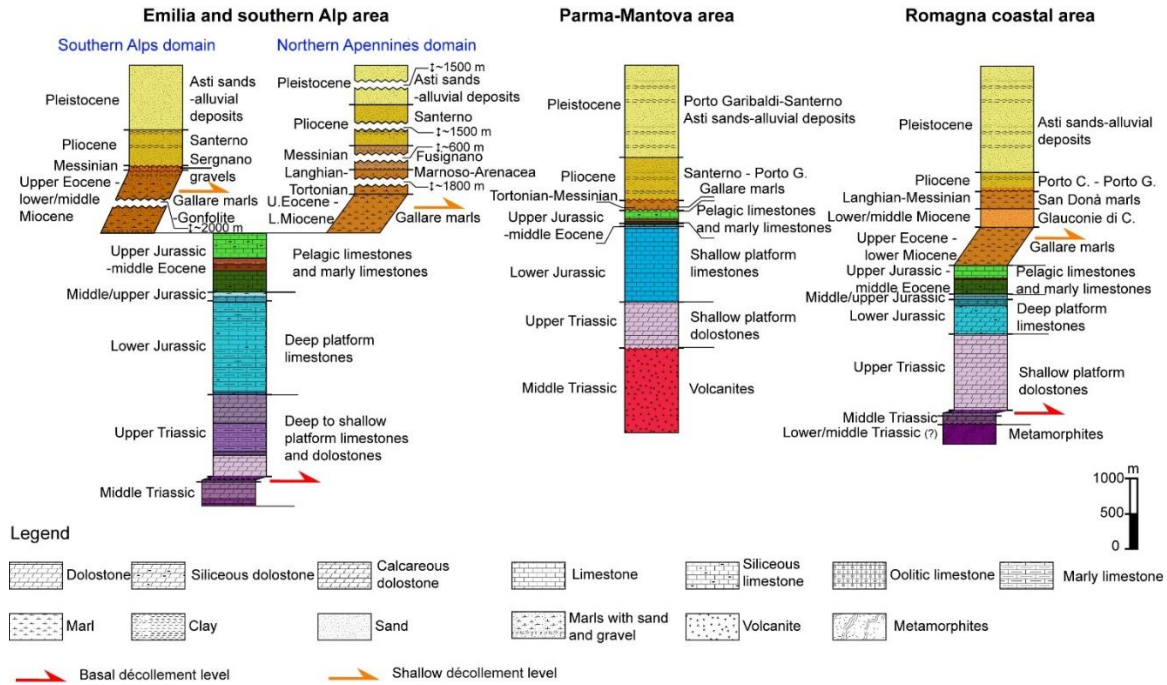 Emilia and southern Alp area
Southern Alps domain
Northern Apennines domain
Pleistocene
Asti sands
-alluvial
deposits
Pliocene
Santerno
Messinian
Sergnano
gravels
Upper Eocene -
lower/middle
Miocene
Gallare marls
-Gonfolite
↕~2000 m
Pleistocene
↕~1500 m
Asti sands
-alluvial deposits
Santerno
Pliocene
↕~1500 m
↕~600 m
Messinian
Fusignano
Langhian-
Tortonian
Marnoso-Arenacea
↕~1800 m
U.Eocene -
L.Miocene
Gallare marls
Upper Jurassic
-middle Eocene
Pelagic limestones
and marly limestones
Middle/upper Jurassic
Lower Jurassic
Deep platform
limestones
Upper Triassic
Deep to shallow
platform limestones
and dolostones
Middle Triassic
Parma-Mantova area
Pleistocene
Porto Garibaldi-Santerno
Asti sands-alluvial deposits
Pliocene
Santerno - Porto G.
Tortonian-Messinian
Gallare marls
Upper Jurassic
-middle Eocene
Pelagic limestones
and marly limestones
Lower Jurassic
Shallow platform
limestones
Upper Triassic
Shallow platform
dolostones
Middle Triassic
Volcanites
Romagna coastal area
Pleistocene
Asti sands-alluvial
deposits
Pliocene
Porto C. - Porto G.
Langhian-Messinian
San Donà marls
Lower/middle Miocene
Glauconie di C.
Upper Eocene -
lower Miocene
Gallare marls
Upper Jurassic -
middle Eocene
Pelagic limestones
and marly limestones
Middle/upper Jurassic
Lower Jurassic
Deep platform
limestones
Upper Triassic
Shallow platform
dolostones
Middle Triassic
Lower/middle Triassic (?)
Metamorphites
m
1000
500
0
Legend
Dolostone
Siliceous dolostone
Calcareous
dolostone
Limestone
Siliceous
limestone
Oolitic limestone
Marly limestone
Marl
Clay
Sand
Marls with sand
and gravel
Volcanite
Metamorphites
Basal décollement level
Shallow décollement level